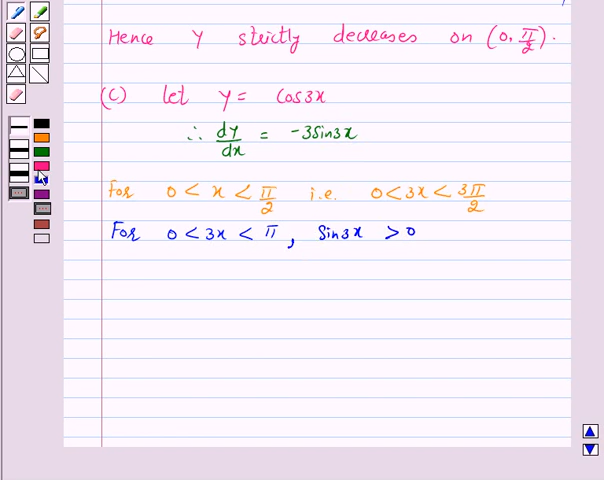 Hence Y strictly decreases on (0, π/2).
(C) let Y = Cos3x
∴ dY/dx = -3Sin3x
For 0 < x < π/2 i.e. 0 < 3x < 3π/2
For 0 < 3x < π, Sin3x > 0